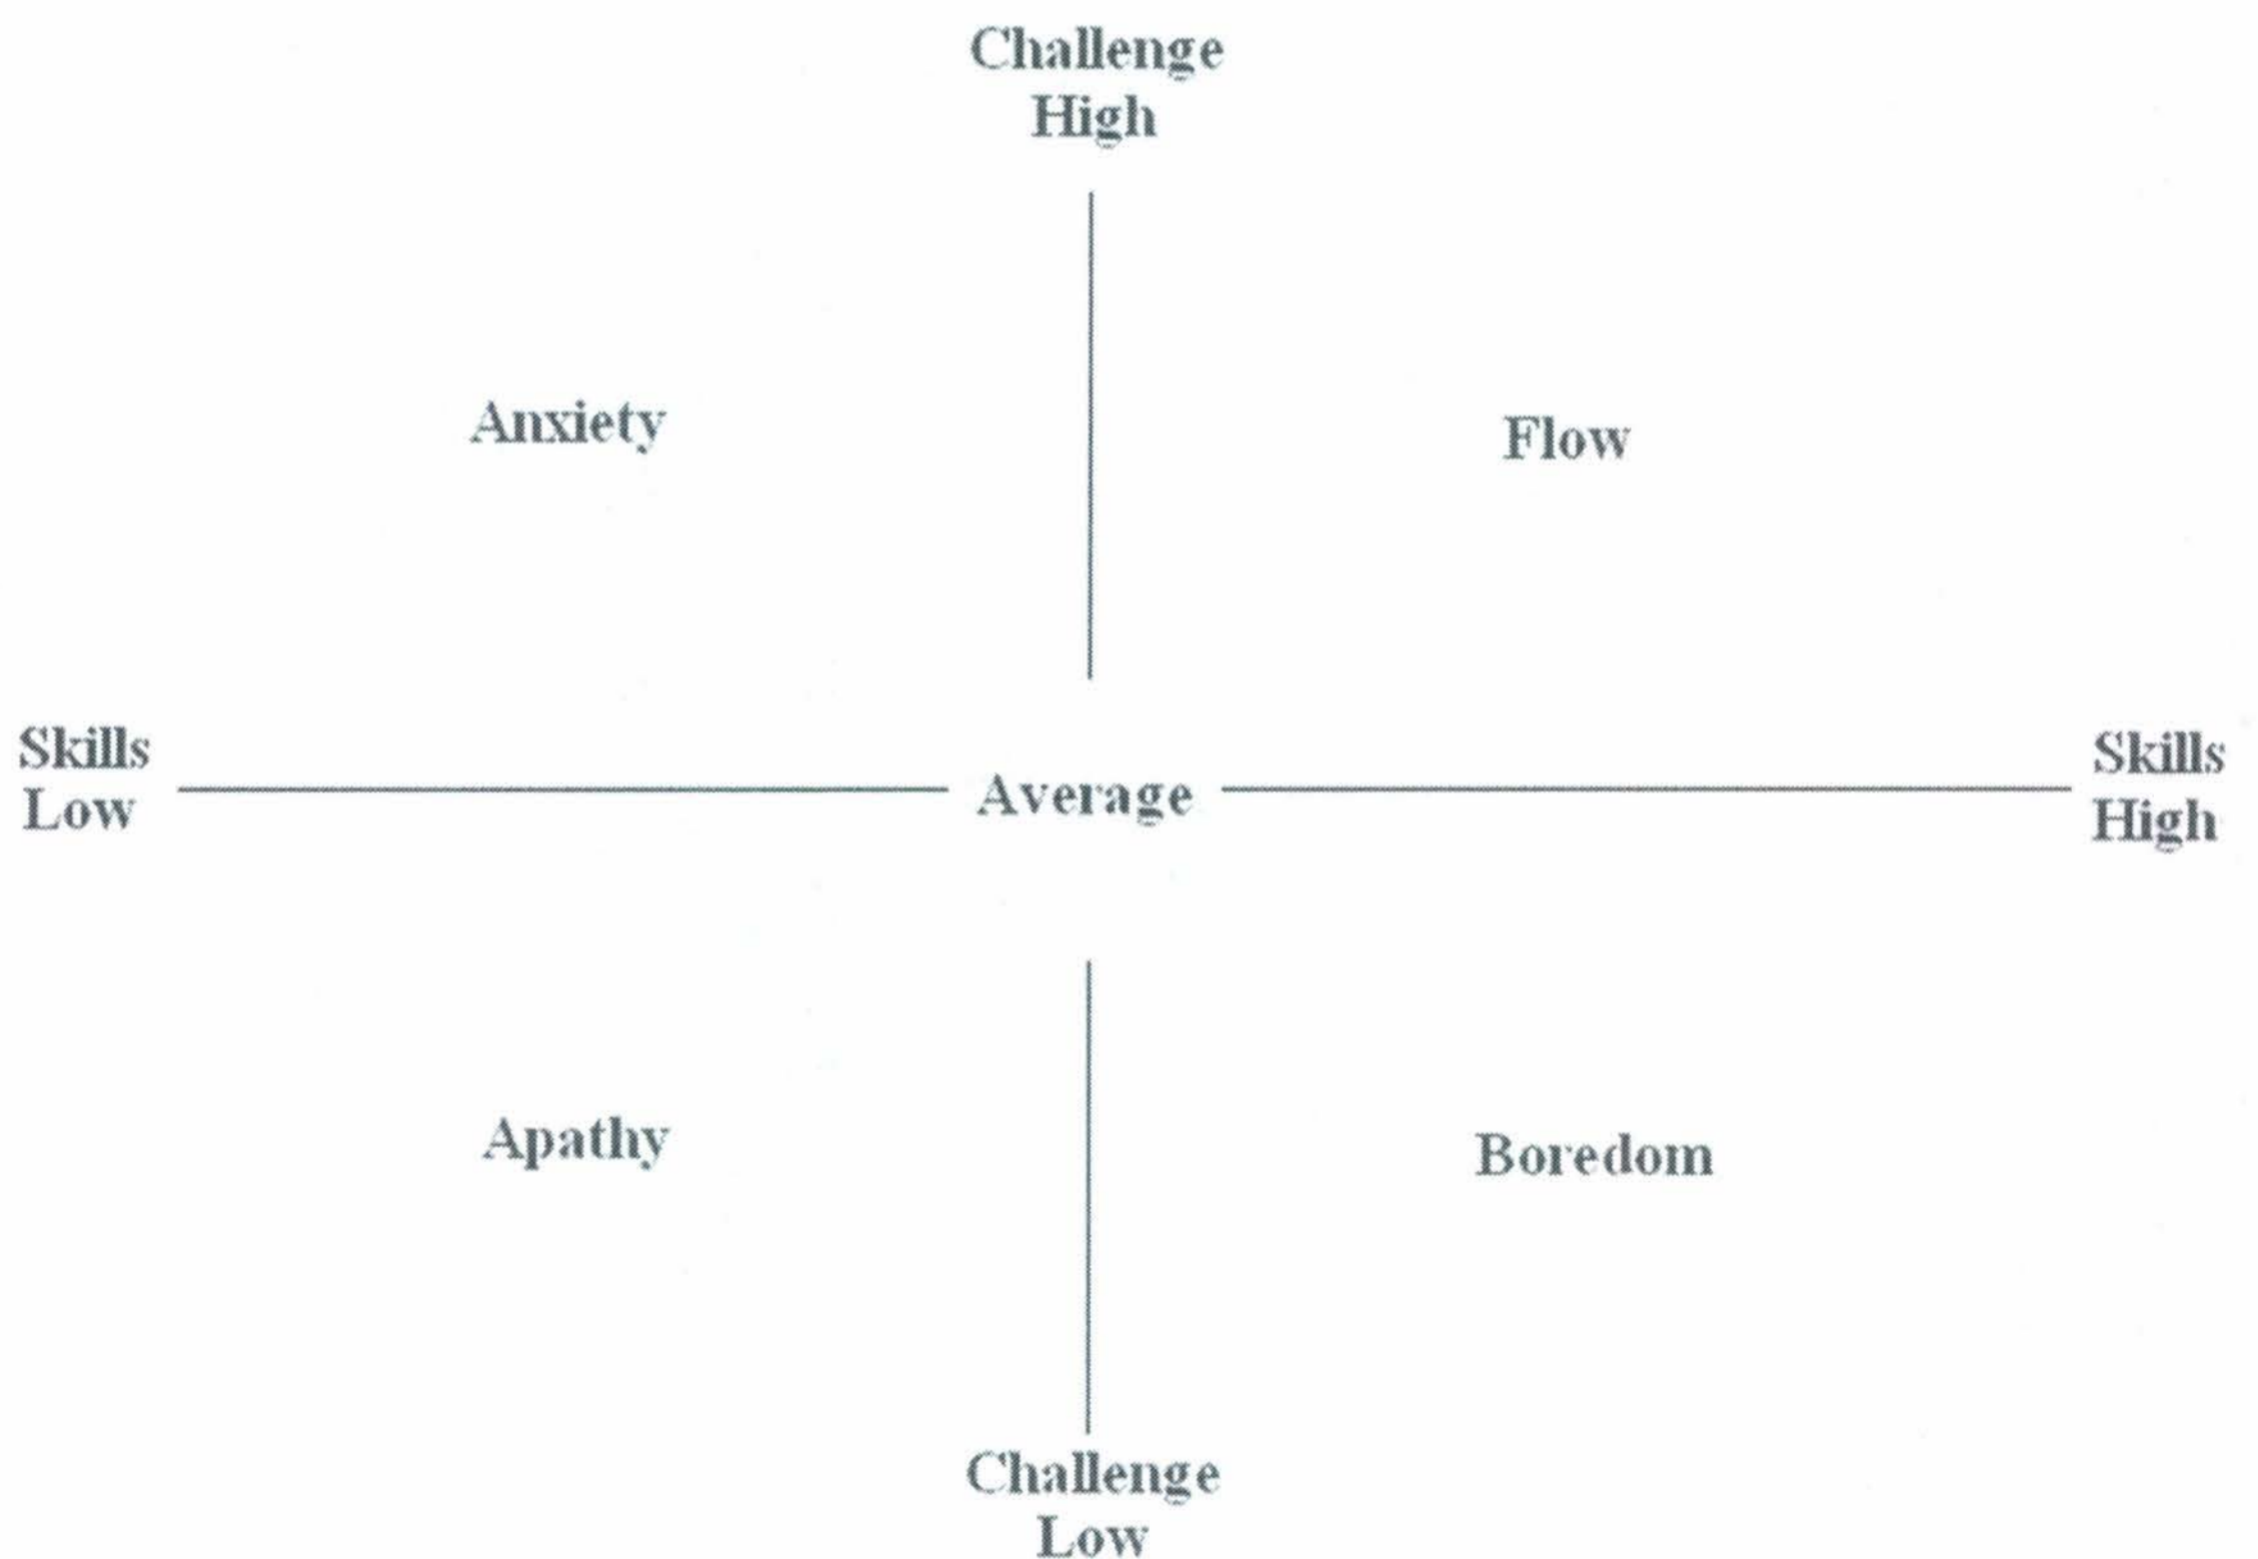 Challenge
High
Anxiety
Flow
Skills
Low
Average
Skills
High
Apathy
Boredom
Challenge
Low